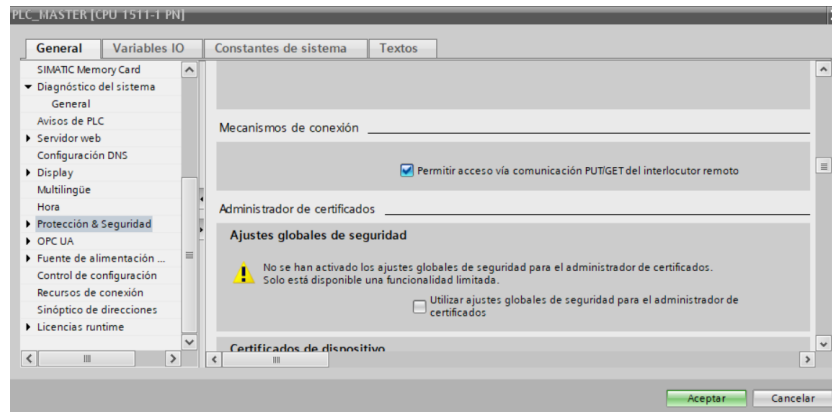 PLC_MASTER [CPU 1511-1 PN]
General
Variables IO
Constantes de sistema
Textos
SIMATIC Memory Card
Diagnóstico del sistema
General
Avisos de PLC
Servidor web
Configuración DNS
Display
Multilingüe
Hora
Protección & Seguridad
OPC UA
Fuente de alimentación ...
Control de configuración
Recursos de conexión
Sinóptico de direcciones
Licencias runtime
Mecanismos de conexión
Permitir acceso vía comunicación PUT/GET del interlocutor remoto
Administrador de certificados
Ajustes globales de seguridad
No se han activado los ajustes globales de seguridad para el administrador de certificados.
Solo está disponible una funcionalidad limitada.
Utilizar ajustes globales de seguridad para el administrador de
certificados
Certificados de dispositivo
Aceptar
Cancelar